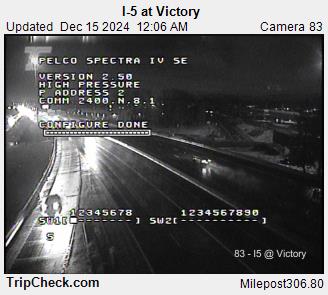 I-5 at Victory
Updated Dec 15 2024 12:06 AM Camera 83
PELCO SPECTRA IV SE
VERSION 2.50
HIGH PRESSURE
P ADDRESS 2
COMM 2400.N.8.1
CONFIGURE DONE
12345678 1234567890
SW1[ SW2[
S
83 - I5 @ Victory
TripCheck.com Milepost306.80